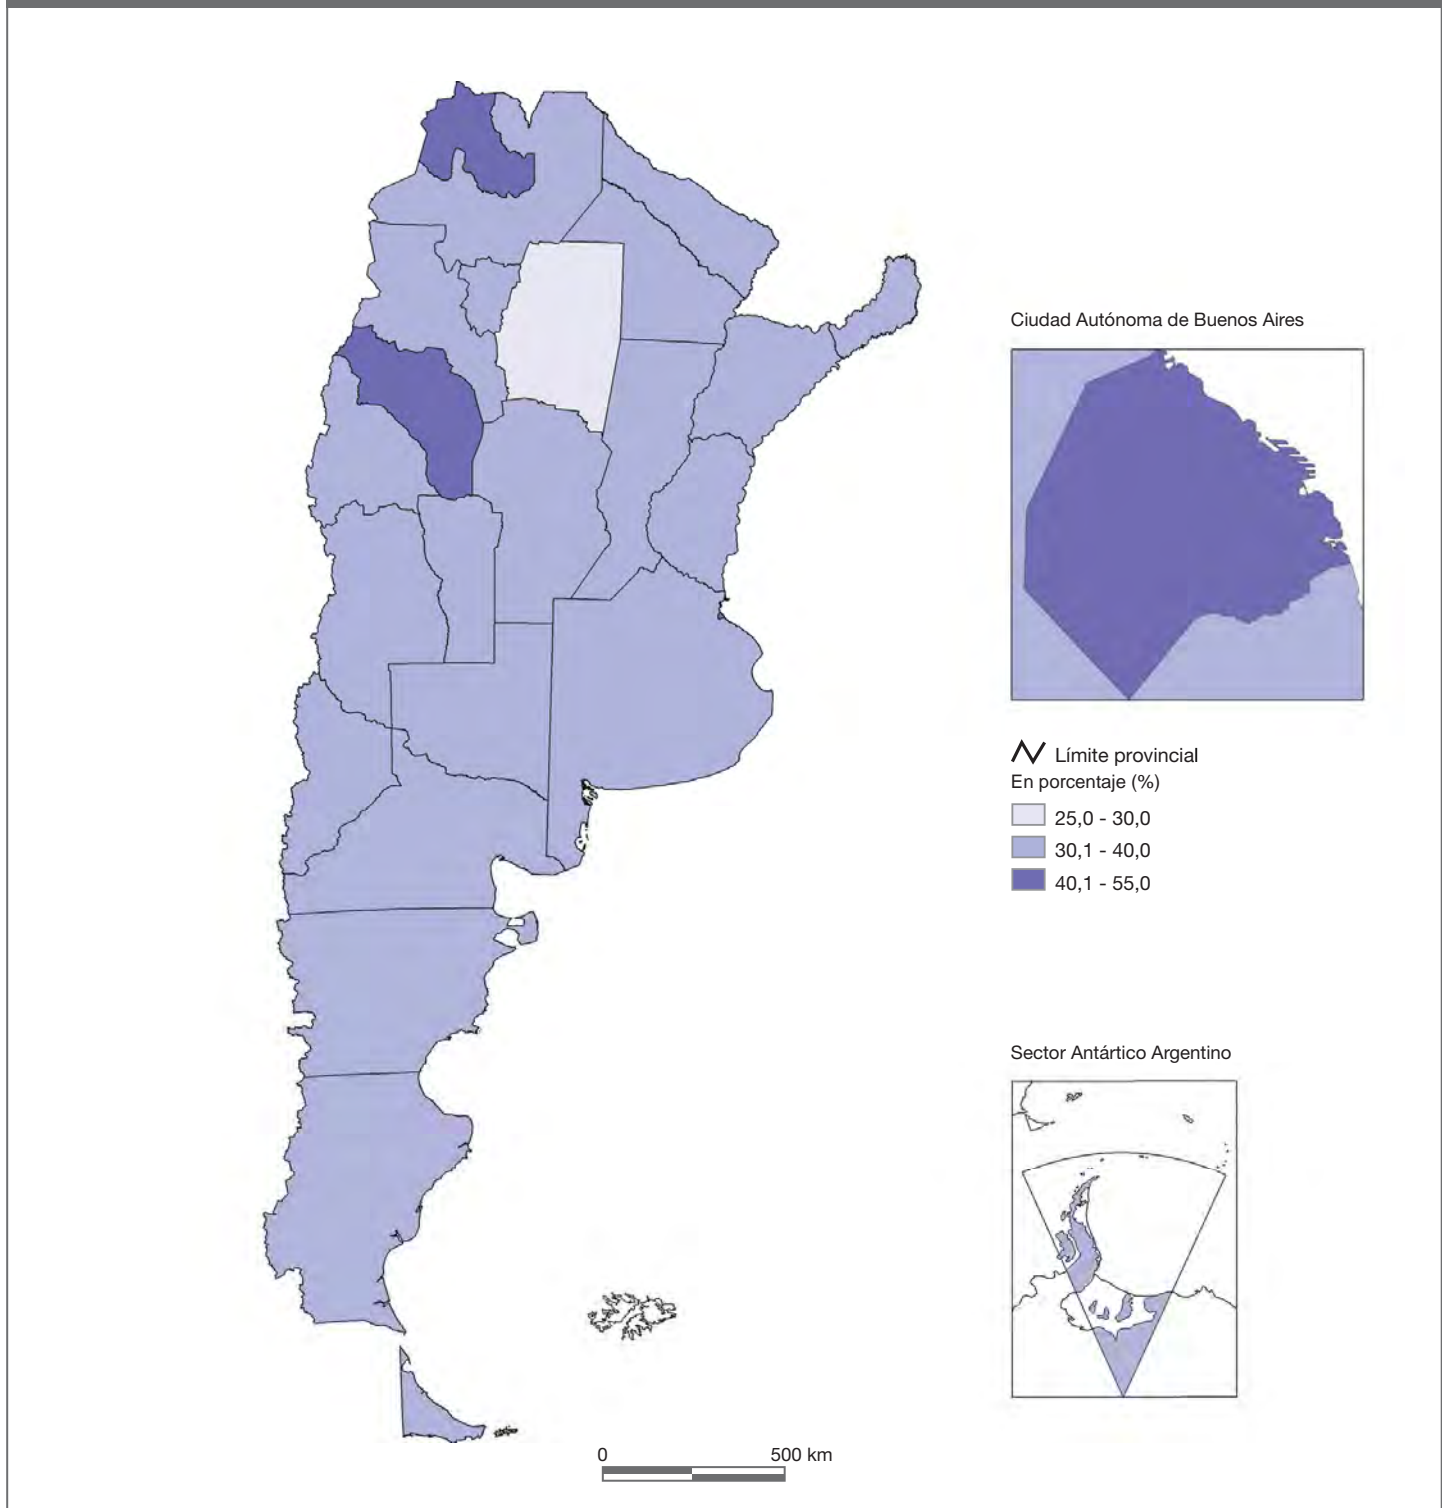 Ciudad Autónoma de Buenos Aires
Límite provincial
En porcentaje (%)
25,0 - 30,0
30,1 - 40,0
40,1 - 55,0
Sector Antártico Argentino
0 500 km